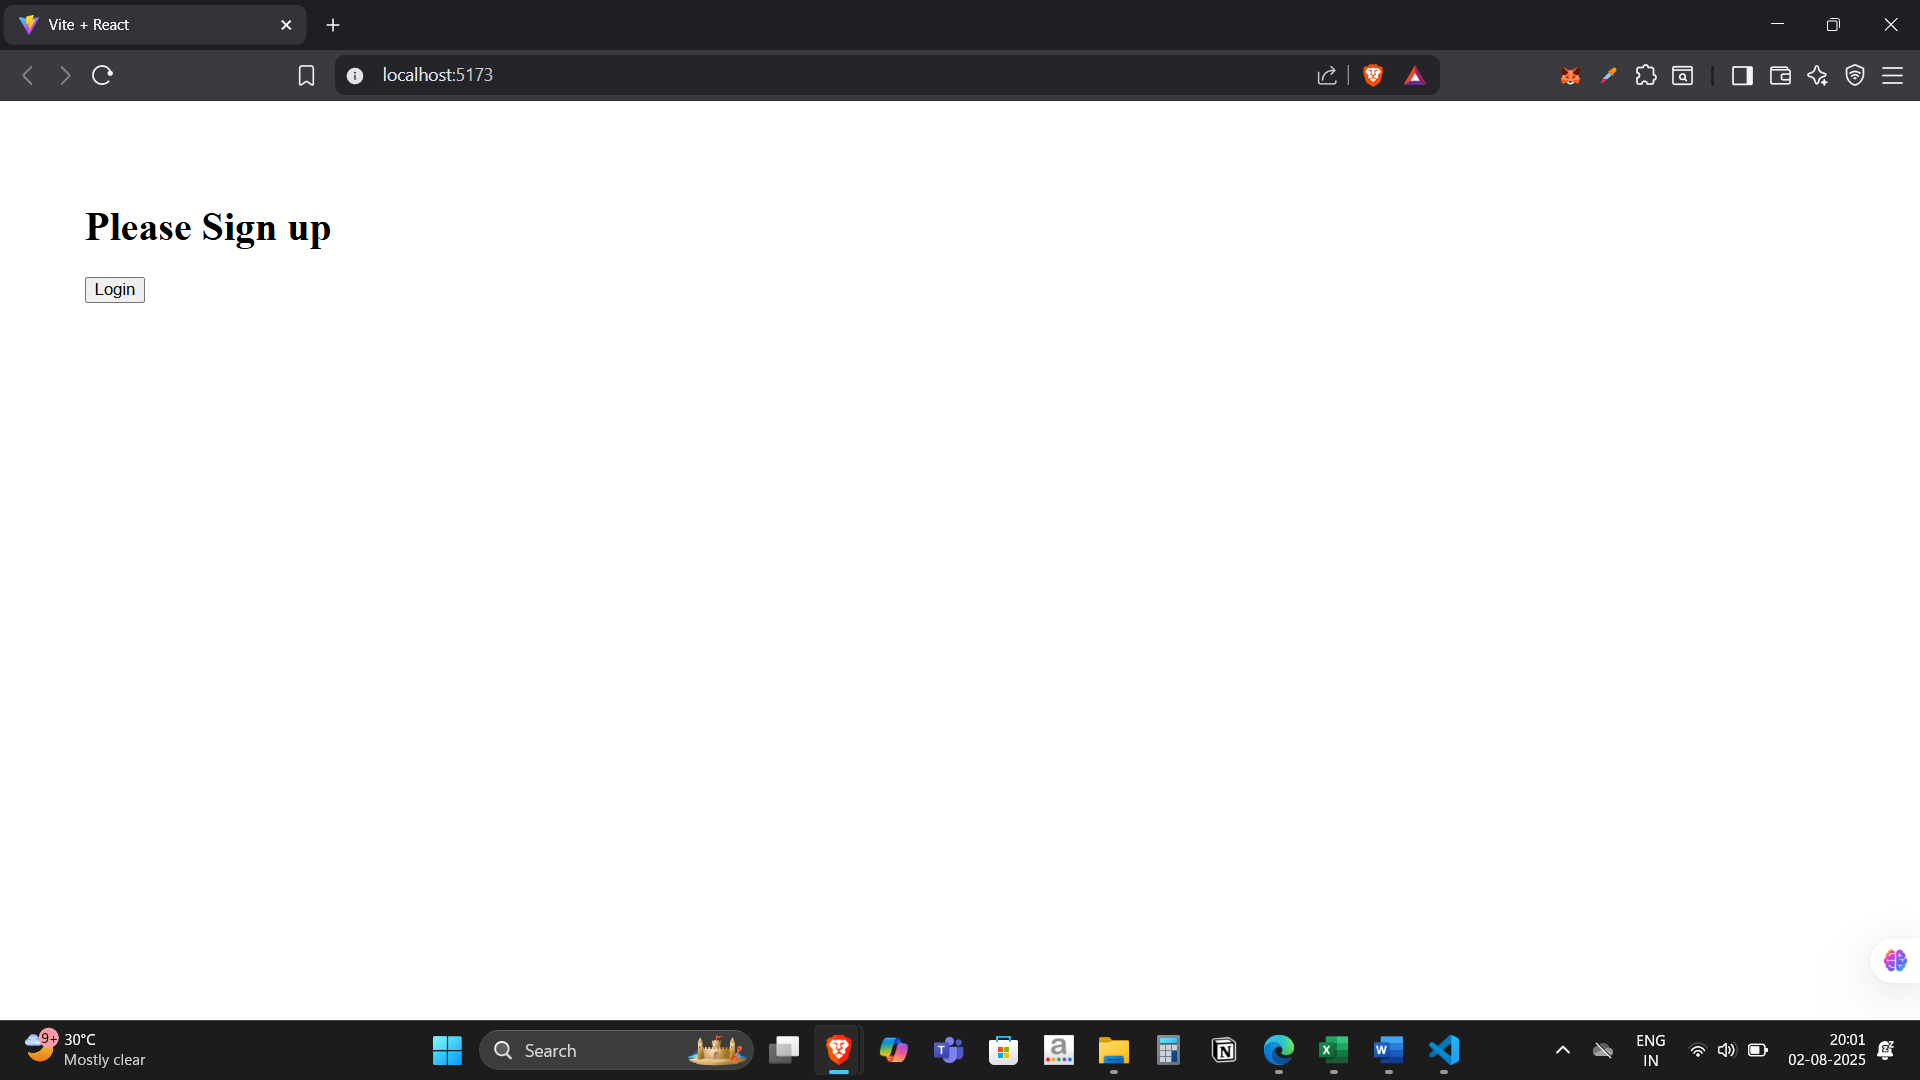 Vite + React
localhost:5173
Please Sign up
Login
9+
30°C
Mostly clear
Search
ENG
IN
20:01
02-08-2025